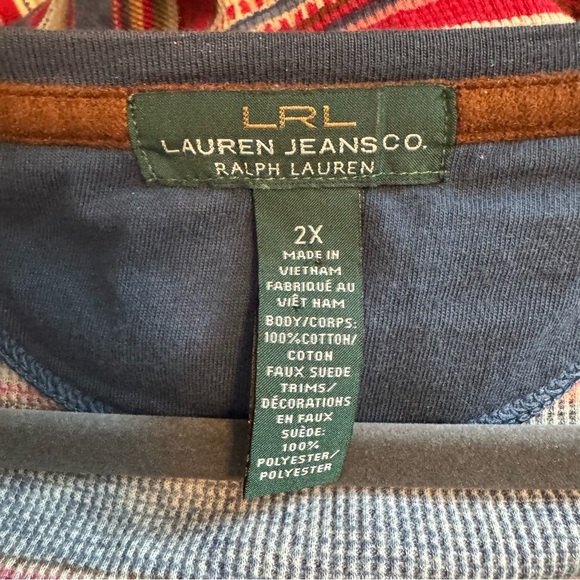 LRL
LAUREN JEANS CO.
RALPH LAUREN
2X
MADE IN
VIETNAM
FABRIQUÉ AU
VIÊT NAM
BODY/CORPS:
100%COTTON/
COTON
FAUX SUEDE
TRIMS/
DÉCORATIONS
EN FAUX
SUÈDE:
100%
POLYESTER/
POLYESTER